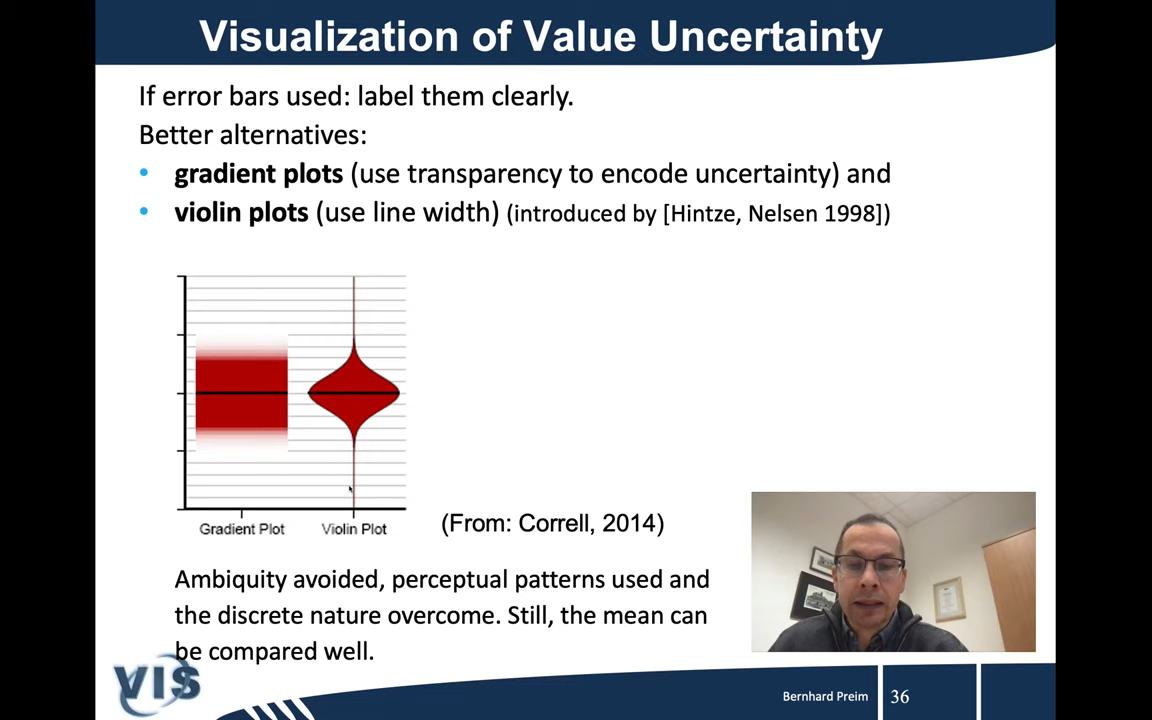 Visualization of Value Uncertainty
If error bars used: label them clearly.
Better alternatives:
• gradient plots (use transparency to encode uncertainty) and
• violin plots (use line width) (introduced by [Hintze, Nelsen 1998])
Gradient Plot Violin Plot
(From: Correll, 2014)
Ambiquity avoided, perceptual patterns used and
the discrete nature overcome. Still, the mean can
be compared well.
VIS
Bernhard Preim 36